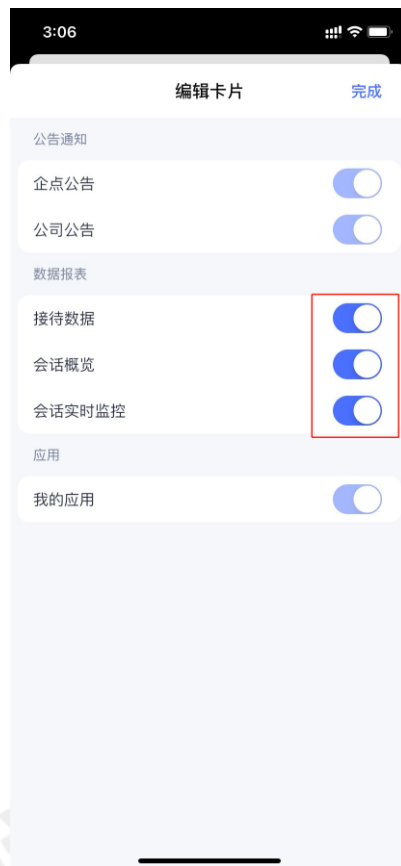 3:06
编辑卡片
完成
公告通知
企点公告
公司公告
数据报表
接待数据
会话概览
会话实时监控
应用
我的应用